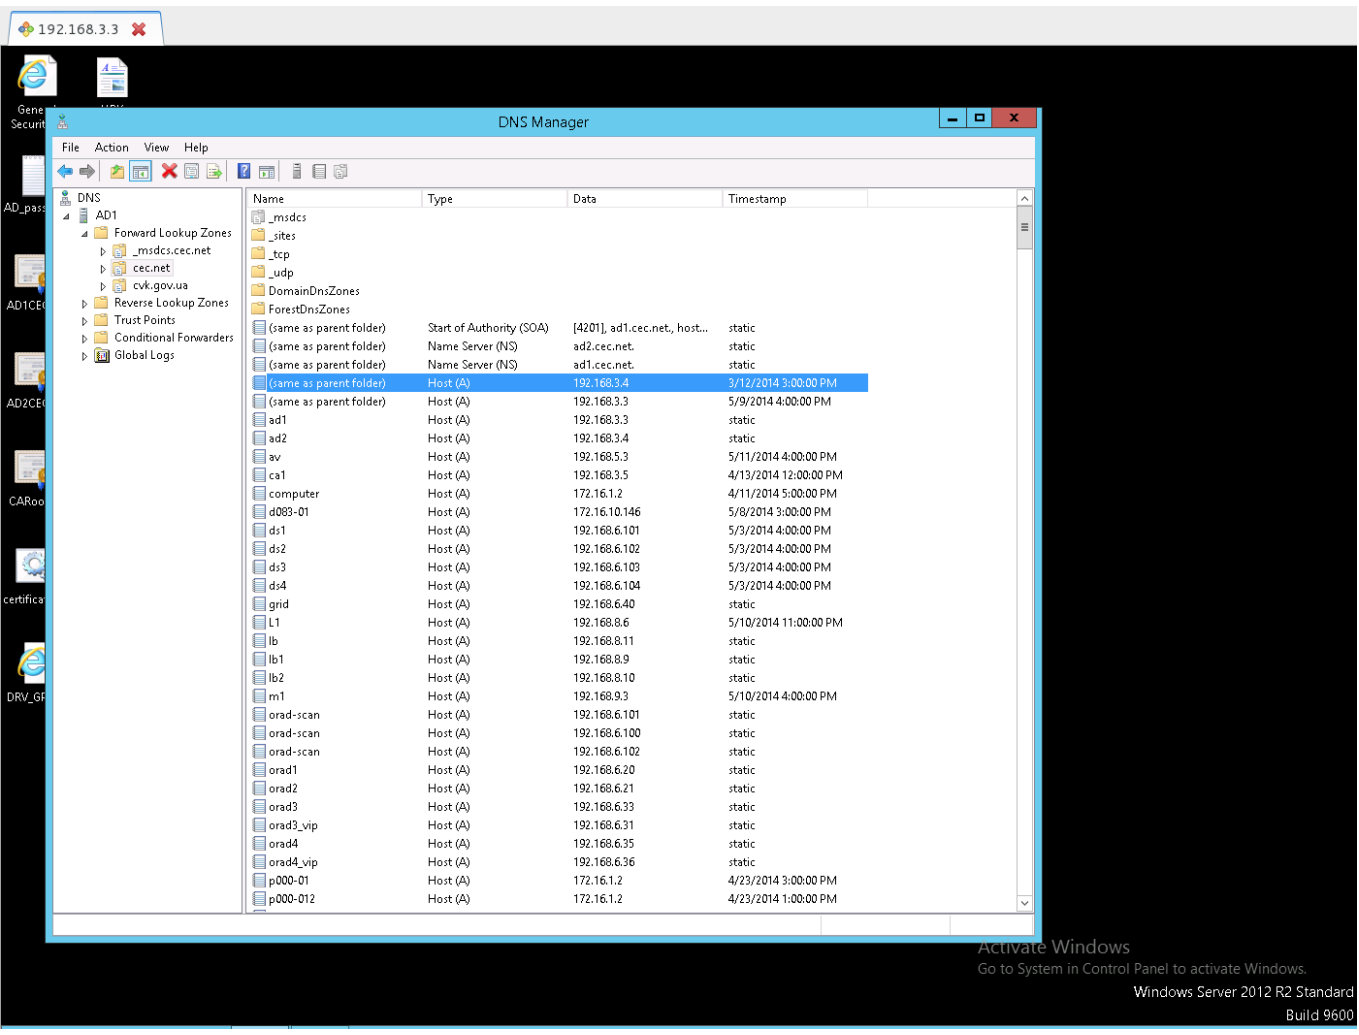 192.168.3.3
Gene
Securit
AD_pass
AD1CEC
AD2CEC
CARoo
certifica
DRV_GP
DNS Manager
File Action View Help
DNS
AD1
Forward Lookup Zones
_msdcs.cec.net
cec.net
cvk.gov.ua
Reverse Lookup Zones
Trust Points
Conditional Forwarders
Global Logs
Name Type Data Timestamp
_msdcs
_sites
_tcp
_udp
DomainDnsZones
ForestDnsZones
(same as parent folder) Start of Authority (SOA) [4201], ad1.cec.net., host... static
(same as parent folder) Name Server (NS) ad2.cec.net. static
(same as parent folder) Name Server (NS) ad1.cec.net. static
(same as parent folder) Host (A) 192.168.3.4 3/12/2014 3:00:00 PM
(same as parent folder) Host (A) 192.168.3.3 5/9/2014 4:00:00 PM
ad1 Host (A) 192.168.3.3 static
ad2 Host (A) 192.168.3.4 static
av Host (A) 192.168.5.3 5/11/2014 4:00:00 PM
ca1 Host (A) 192.168.3.5 4/13/2014 12:00:00 PM
computer Host (A) 172.16.1.2 4/11/2014 5:00:00 PM
d083-01 Host (A) 172.16.10.146 5/8/2014 3:00:00 PM
ds1 Host (A) 192.168.6.101 5/3/2014 4:00:00 PM
ds2 Host (A) 192.168.6.102 5/3/2014 4:00:00 PM
ds3 Host (A) 192.168.6.103 5/3/2014 4:00:00 PM
ds4 Host (A) 192.168.6.104 5/3/2014 4:00:00 PM
grid Host (A) 192.168.6.40 static
L1 Host (A) 192.168.8.6 5/10/2014 11:00:00 PM
lb Host (A) 192.168.8.11 static
lb1 Host (A) 192.168.8.9 static
lb2 Host (A) 192.168.8.10 static
m1 Host (A) 192.168.9.3 5/10/2014 4:00:00 PM
orad-scan Host (A) 192.168.6.101 static
orad-scan Host (A) 192.168.6.100 static
orad-scan Host (A) 192.168.6.102 static
orad1 Host (A) 192.168.6.20 static
orad2 Host (A) 192.168.6.21 static
orad3 Host (A) 192.168.6.33 static
orad3_vip Host (A) 192.168.6.31 static
orad4 Host (A) 192.168.6.35 static
orad4_vip Host (A) 192.168.6.36 static
p000-01 Host (A) 172.16.1.2 4/23/2014 3:00:00 PM
p000-012 Host (A) 172.16.1.2 4/23/2014 1:00:00 PM
Activate Windows
Go to System in Control Panel to activate Windows.
Windows Server 2012 R2 Standard
Build 9600